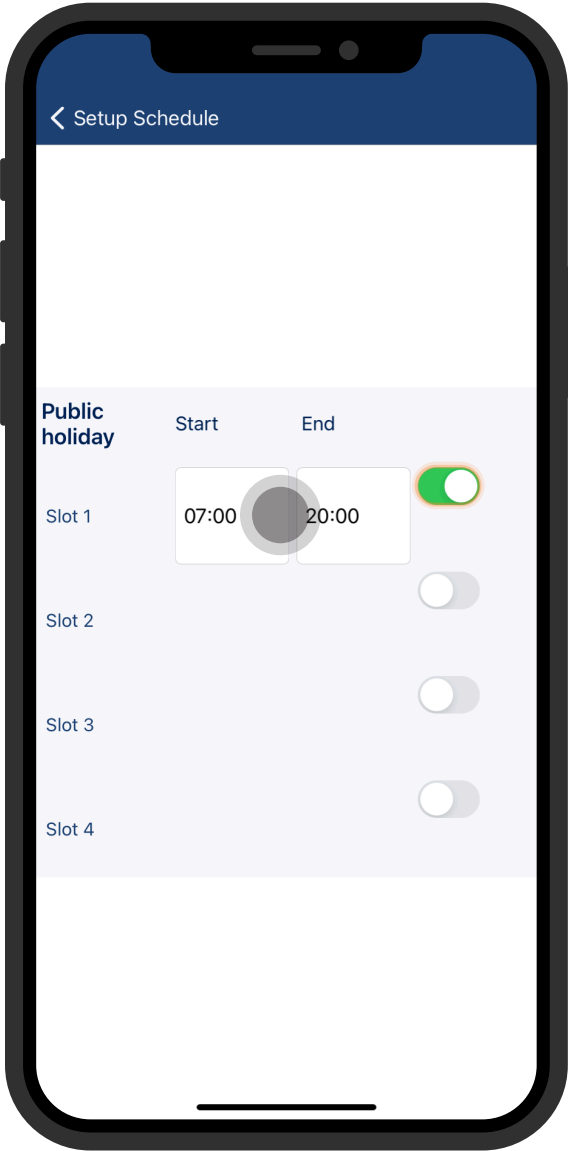 Setup Schedule
Public
holiday
Start
End
Slot 1
07:00
20:00
Slot 2
Slot 3
Slot 4